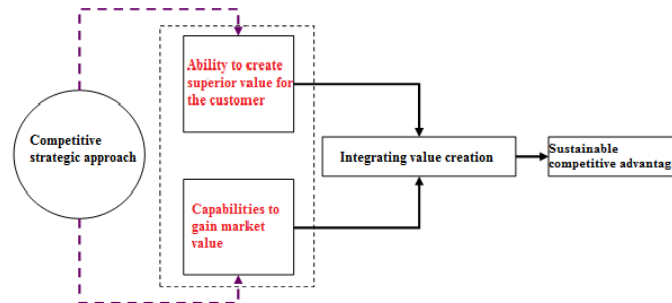 Ability to create
superior value for
the customer
Competitive
strategic approach
Integrating value creation
Sustainable
competitive advantag
Capabilities to
gain market
value